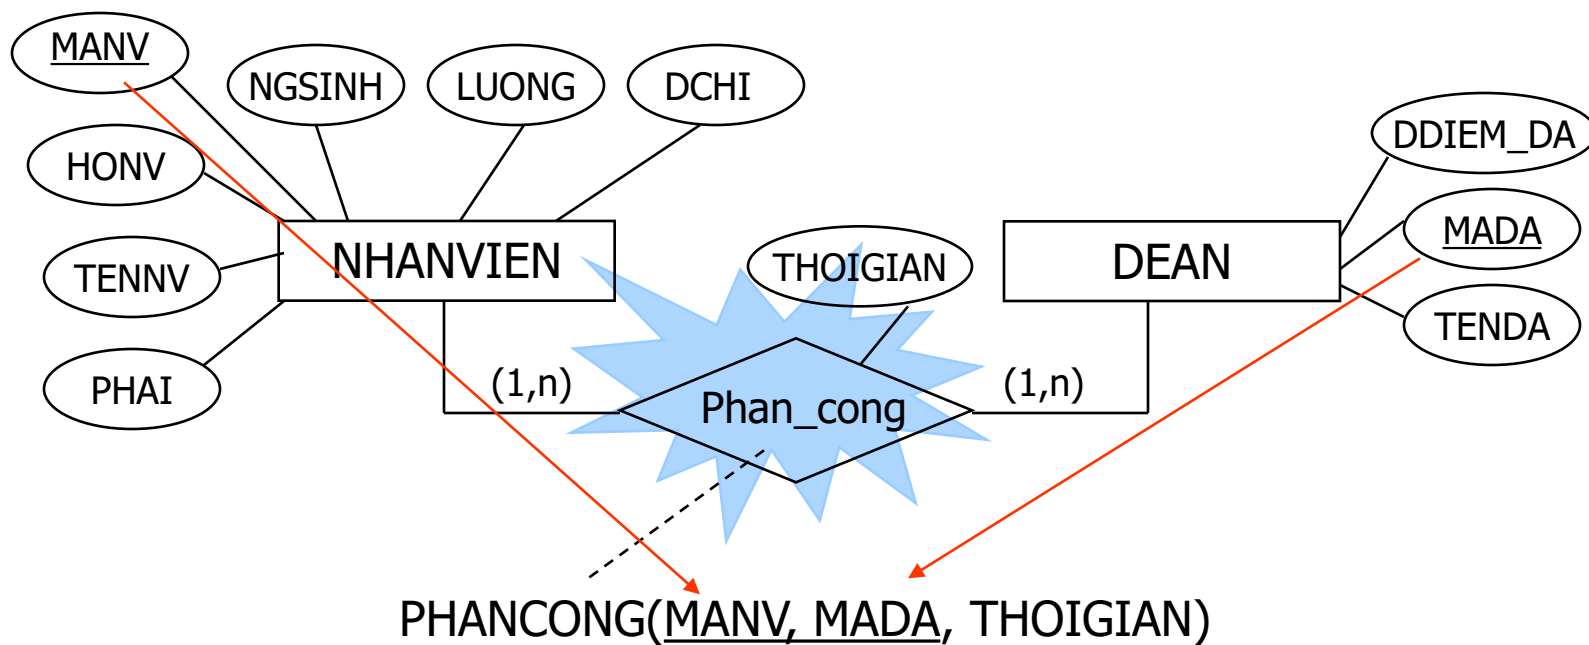 MANV
NGSINH
LUONG
DCHI
DDIEM_DA
HONV
MADA
NHANVIEN
THOIGIAN
DEAN
TENNV
TENDA
PHAI
(1,n)
Phan_cong
(1,n)
PHANCONG(MANV, MADA, THOIGIAN)